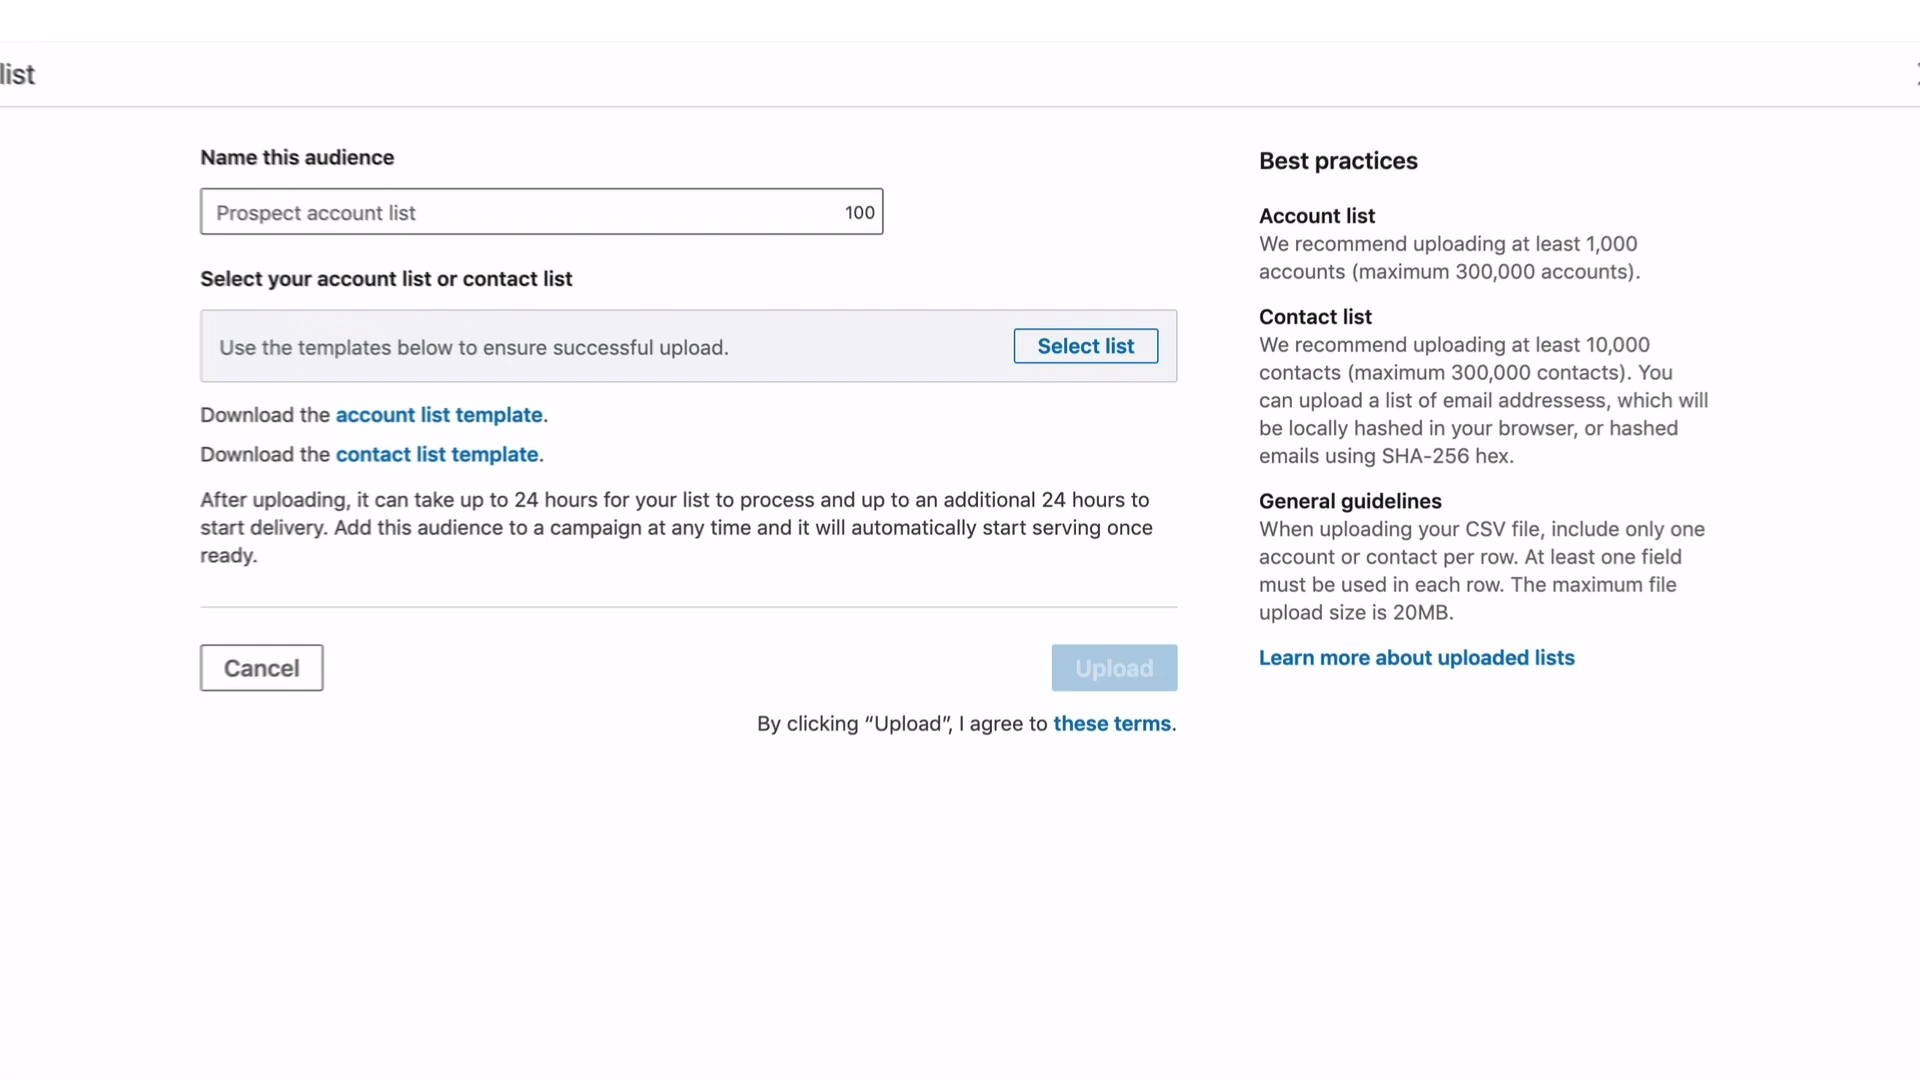 list
Name this audience
Prospect account list 100
Select your account list or contact list
Use the templates below to ensure successful upload. Select list
Download the account list template.
Download the contact list template.
After uploading, it can take up to 24 hours for your list to process and up to an additional 24 hours to
start delivery. Add this audience to a campaign at any time and it will automatically start serving once
ready.
Cancel Upload
By clicking “Upload”, I agree to these terms.
Best practices
Account list
We recommend uploading at least 1,000
accounts (maximum 300,000 accounts).
Contact list
We recommend uploading at least 10,000
contacts (maximum 300,000 contacts). You
can upload a list of email addressess, which will
be locally hashed in your browser, or hashed
emails using SHA-256 hex.
General guidelines
When uploading your CSV file, include only one
account or contact per row. At least one field
must be used in each row. The maximum file
upload size is 20MB.
Learn more about uploaded lists